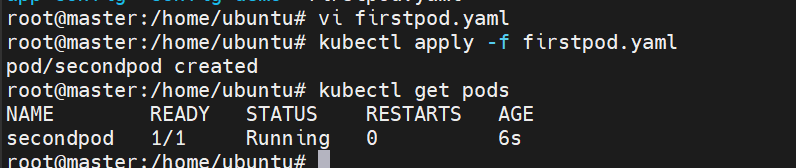 root@master:/home/ubuntu# vi firstpod.yaml
root@master:/home/ubuntu# kubectl apply -f firstpod.yaml
pod/secondpod created
root@master:/home/ubuntu# kubectl get pods
NAME READY STATUS RESTARTS AGE
secondpod 1/1 Running 0 6s
root@master:/home/ubuntu#